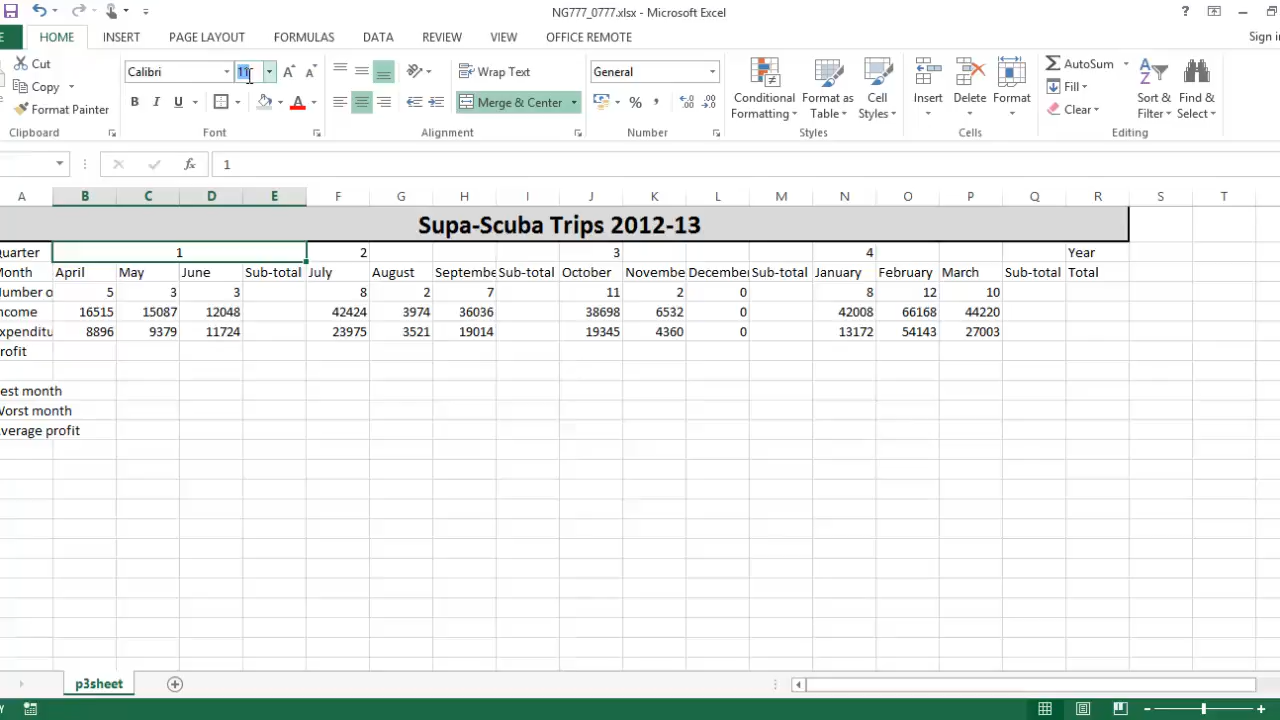 NG777_0777.xlsx - Microsoft Excel
?
Sign in
E HOME INSERT PAGE LAYOUT FORMULAS DATA REVIEW VIEW OFFICE REMOTE
Cut
Copy
Format Painter
Clipboard
Calibri 11
B I U
Font
Wrap Text
Merge & Center
Alignment
General
% ,
Number
Conditional Formatting
Format as Table
Cell Styles
Styles
Insert
Delete
Format
Cells
AutoSum
Fill
Clear
Sort & Filter
Find & Select
Editing
fx 1
A B C D E F G H I J K L M N O P Q R S T
Supa-Scuba Trips 2012-13
Quarter 1 2 3 4 Year
Month April May June Sub-total July August Septembe Sub-total October Novembe December Sub-total January February March Sub-total Total
Number o 5 3 3 8 2 7 11 2 0 8 12 10
ncome 16515 15087 12048 42424 3974 36036 38698 6532 0 42008 66168 44220
xpenditu 8896 9379 11724 23975 3521 19014 19345 4360 0 13172 54143 27003
rofit
est month
Worst month
verage profit
p3sheet
Y